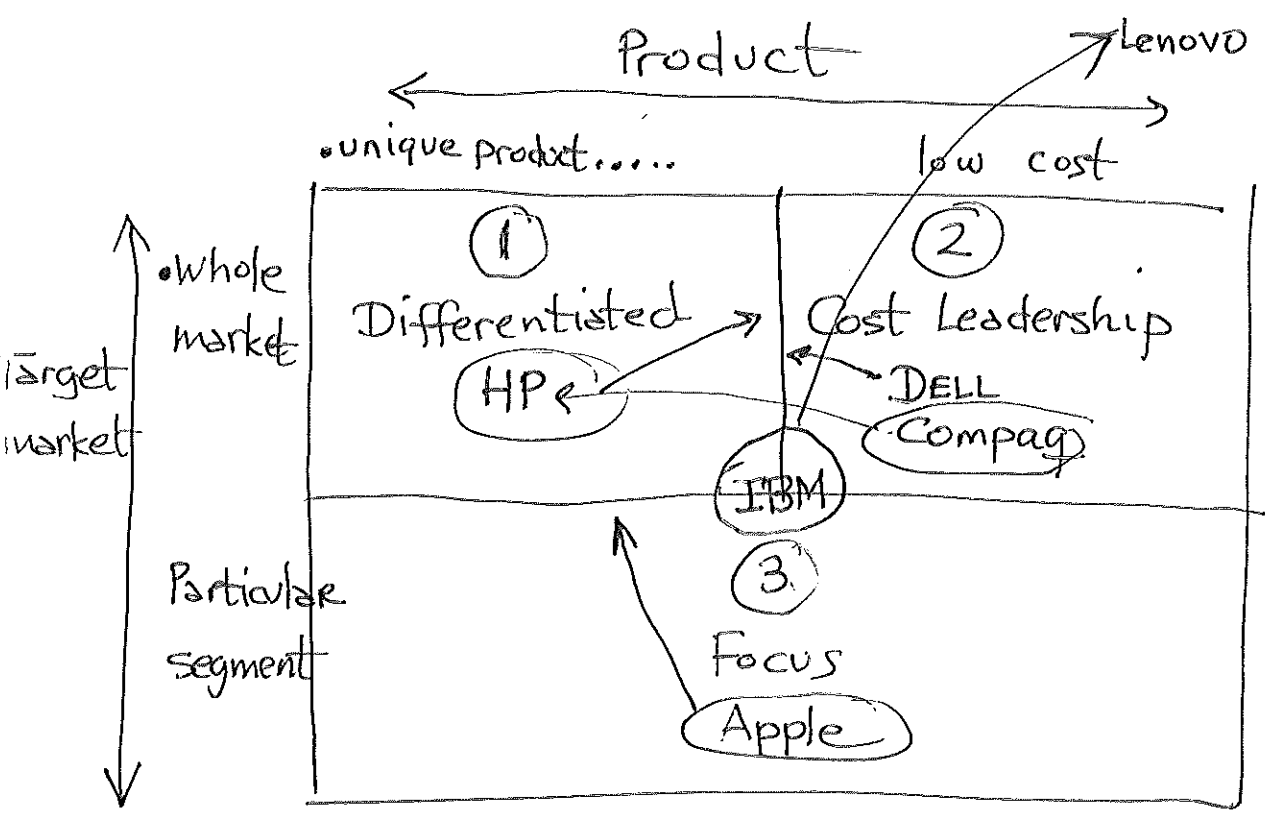 Product
Lenovo
•unique product.....
low cost
1
2
•Whole
market
Differentiated
Cost Leadership
Target
market
HP
DELL
Compaq
IBM
3
Particular
segment
Focus
Apple